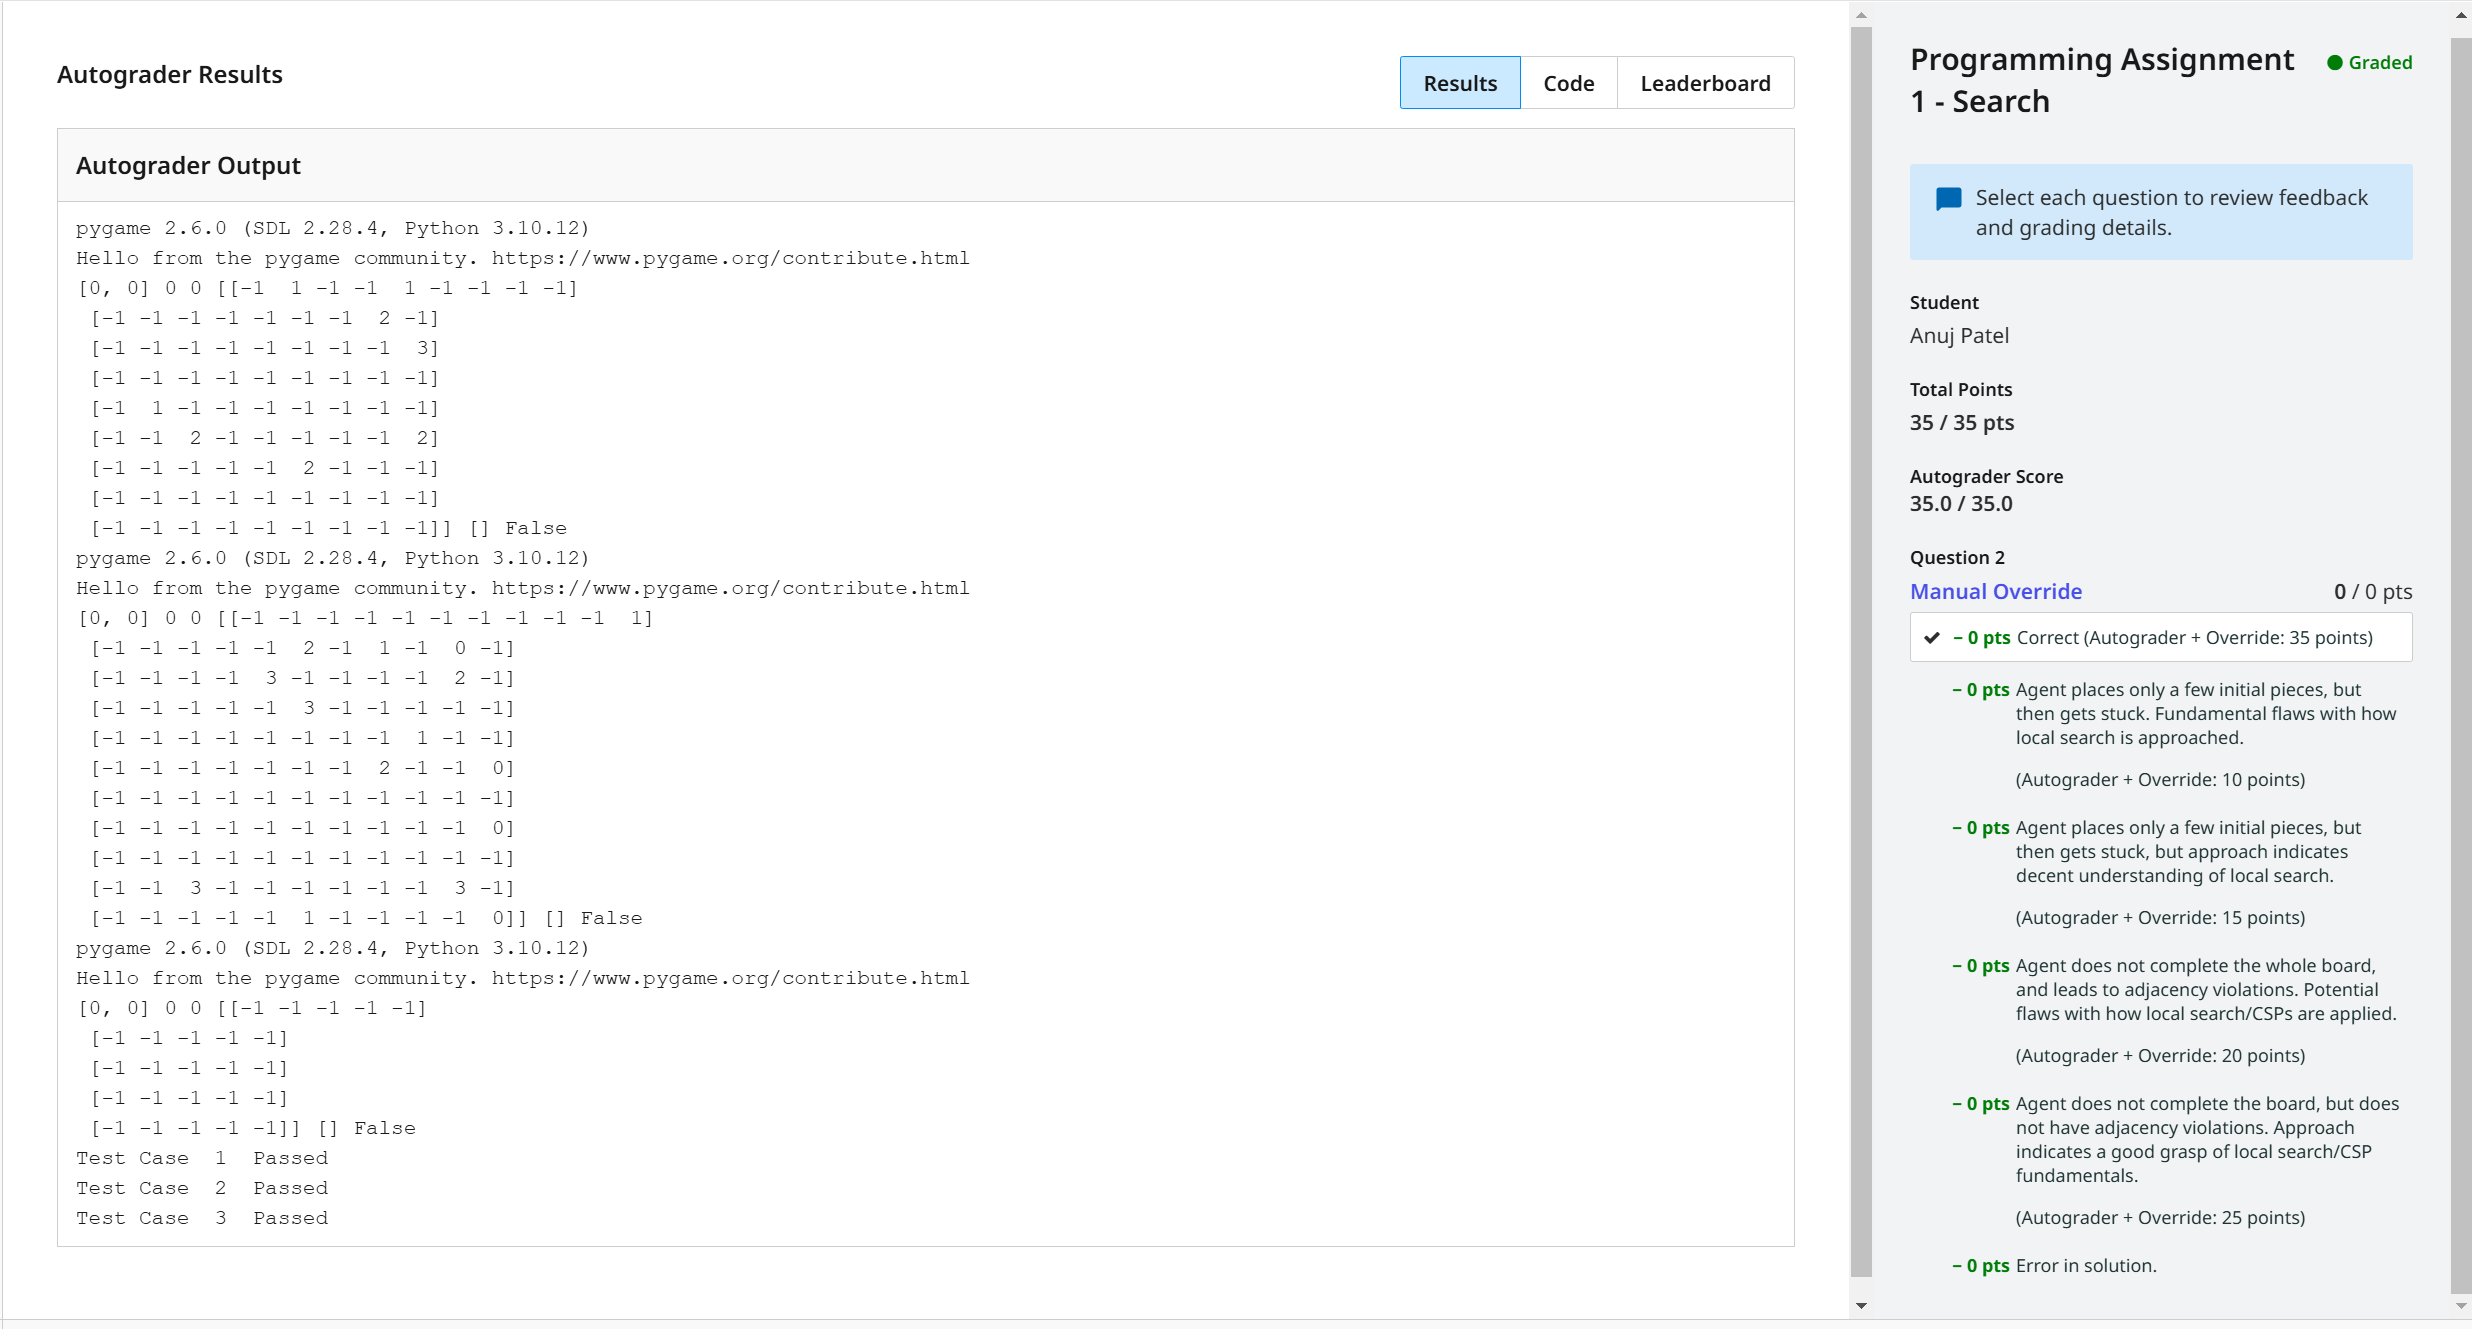 Autograder Results
Results
Code
Leaderboard
Autograder Output
pygame 2.6.0 (SDL 2.28.4, Python 3.10.12)
Hello from the pygame community. https://www.pygame.org/contribute.html
[0, 0] 0 0 [[-1  1 -1 -1  1 -1 -1 -1 -1]
 [-1 -1 -1 -1 -1 -1 -1  2 -1]
 [-1 -1 -1 -1 -1 -1 -1 -1  3]
 [-1 -1 -1 -1 -1 -1 -1 -1 -1]
 [-1  1 -1 -1 -1 -1 -1 -1 -1]
 [-1 -1  2 -1 -1 -1 -1 -1  2]
 [-1 -1 -1 -1 -1  2 -1 -1 -1]
 [-1 -1 -1 -1 -1 -1 -1 -1 -1]
 [-1 -1 -1 -1 -1 -1 -1 -1 -1]] [] False
pygame 2.6.0 (SDL 2.28.4, Python 3.10.12)
Hello from the pygame community. https://www.pygame.org/contribute.html
[0, 0] 0 0 [[-1 -1 -1 -1 -1 -1 -1 -1 -1 -1  1]
 [-1 -1 -1 -1 -1  2 -1  1 -1  0 -1]
 [-1 -1 -1 -1  3 -1 -1 -1 -1  2 -1]
 [-1 -1 -1 -1 -1  3 -1 -1 -1 -1 -1]
 [-1 -1 -1 -1 -1 -1 -1 -1  1 -1 -1]
 [-1 -1 -1 -1 -1 -1 -1  2 -1 -1  0]
 [-1 -1 -1 -1 -1 -1 -1 -1 -1 -1 -1]
 [-1 -1 -1 -1 -1 -1 -1 -1 -1 -1  0]
 [-1 -1 -1 -1 -1 -1 -1 -1 -1 -1 -1]
 [-1 -1  3 -1 -1 -1 -1 -1 -1  3 -1]
 [-1 -1 -1 -1 -1  1 -1 -1 -1 -1  0]] [] False
pygame 2.6.0 (SDL 2.28.4, Python 3.10.12)
Hello from the pygame community. https://www.pygame.org/contribute.html
[0, 0] 0 0 [[-1 -1 -1 -1 -1]
 [-1 -1 -1 -1 -1]
 [-1 -1 -1 -1 -1]
 [-1 -1 -1 -1 -1]
 [-1 -1 -1 -1 -1]] [] False
Test Case  1  Passed
Test Case  2  Passed
Test Case  3  Passed
Programming Assignment
1 - Search
Graded
Select each question to review feedback
and grading details.
Student
Anuj Patel
Total Points
35 / 35 pts
Autograder Score
35.0 / 35.0
Question 2
Manual Override 0 / 0 pts
✔ – 0 pts Correct (Autograder + Override: 35 points)
– 0 pts Agent places only a few initial pieces, but
then gets stuck. Fundamental flaws with how
local search is approached.
(Autograder + Override: 10 points)
– 0 pts Agent places only a few initial pieces, but
then gets stuck, but approach indicates
decent understanding of local search.
(Autograder + Override: 15 points)
– 0 pts Agent does not complete the whole board,
and leads to adjacency violations. Potential
flaws with how local search/CSPs are applied.
(Autograder + Override: 20 points)
– 0 pts Agent does not complete the board, but does
not have adjacency violations. Approach
indicates a good grasp of local search/CSP
fundamentals.
(Autograder + Override: 25 points)
– 0 pts Error in solution.